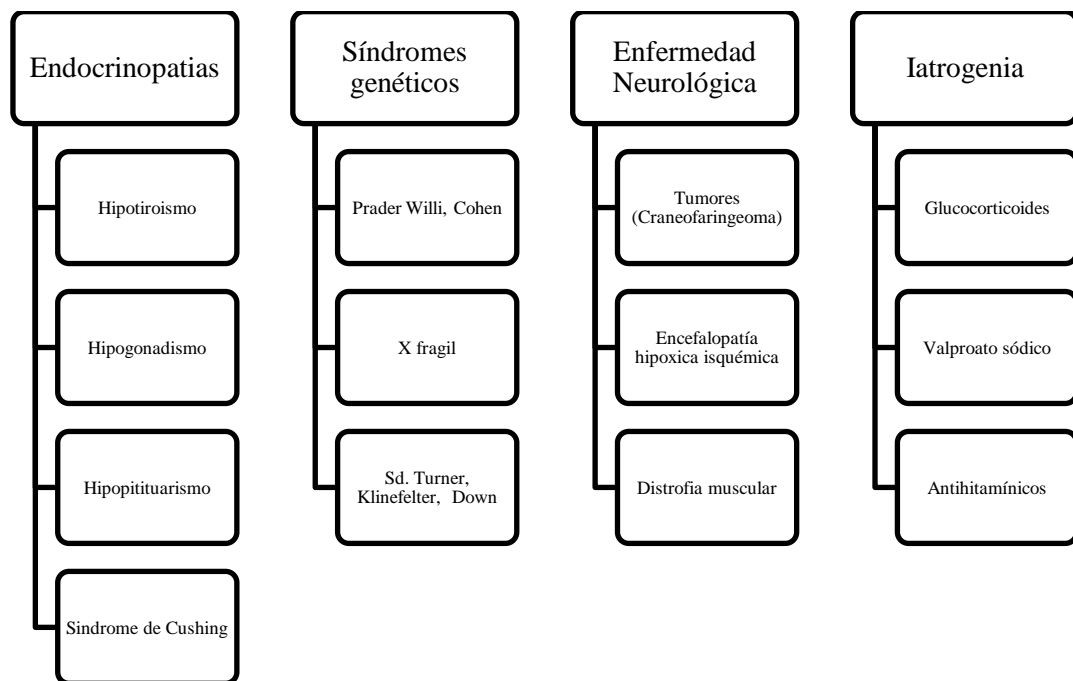 Endocrinopatias
Hipotiroismo
Hipogonadismo
Hipopitituarismo
Sindrome de Cushing
Síndromes
genéticos
Prader Willi, Cohen
X fragil
Sd. Turner,
Klinefelter, Down
Enfermedad
Neurológica
Tumores
(Craneofaringeoma)
Encefalopatía
hipoxica isquémica
Distrofia muscular
Iatrogenia
Glucocorticoides
Valproato sódico
Antihitamínicos